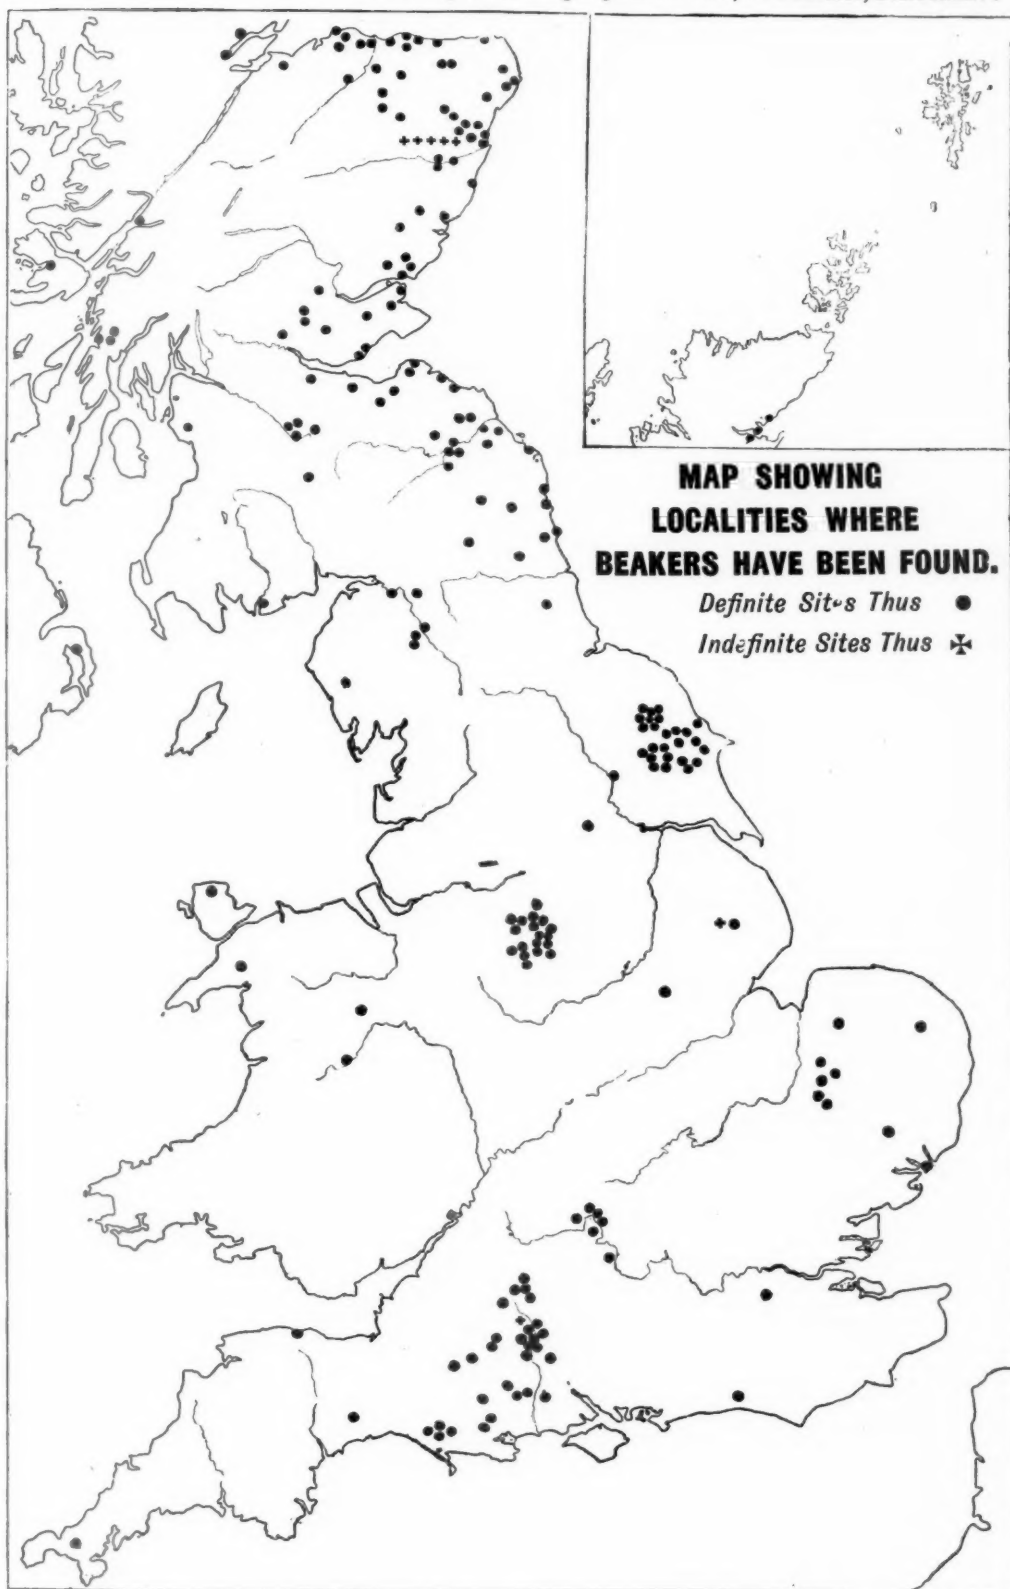 MAP SHOWING
LOCALITIES WHERE
BEAKERS HAVE BEEN FOUND.
Definite Sites Thus
Indefinite Sites Thus